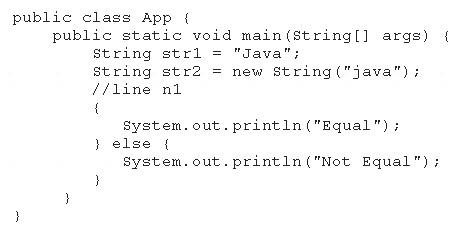 public class App {
    public static void main(String[] args) {
        String str1 = "Java";
        String str2 = new String("java");
        //line n1
        {
           System.out.println("Equal");
        } else {
           System.out.println("Not Equal");
        }
     }
}